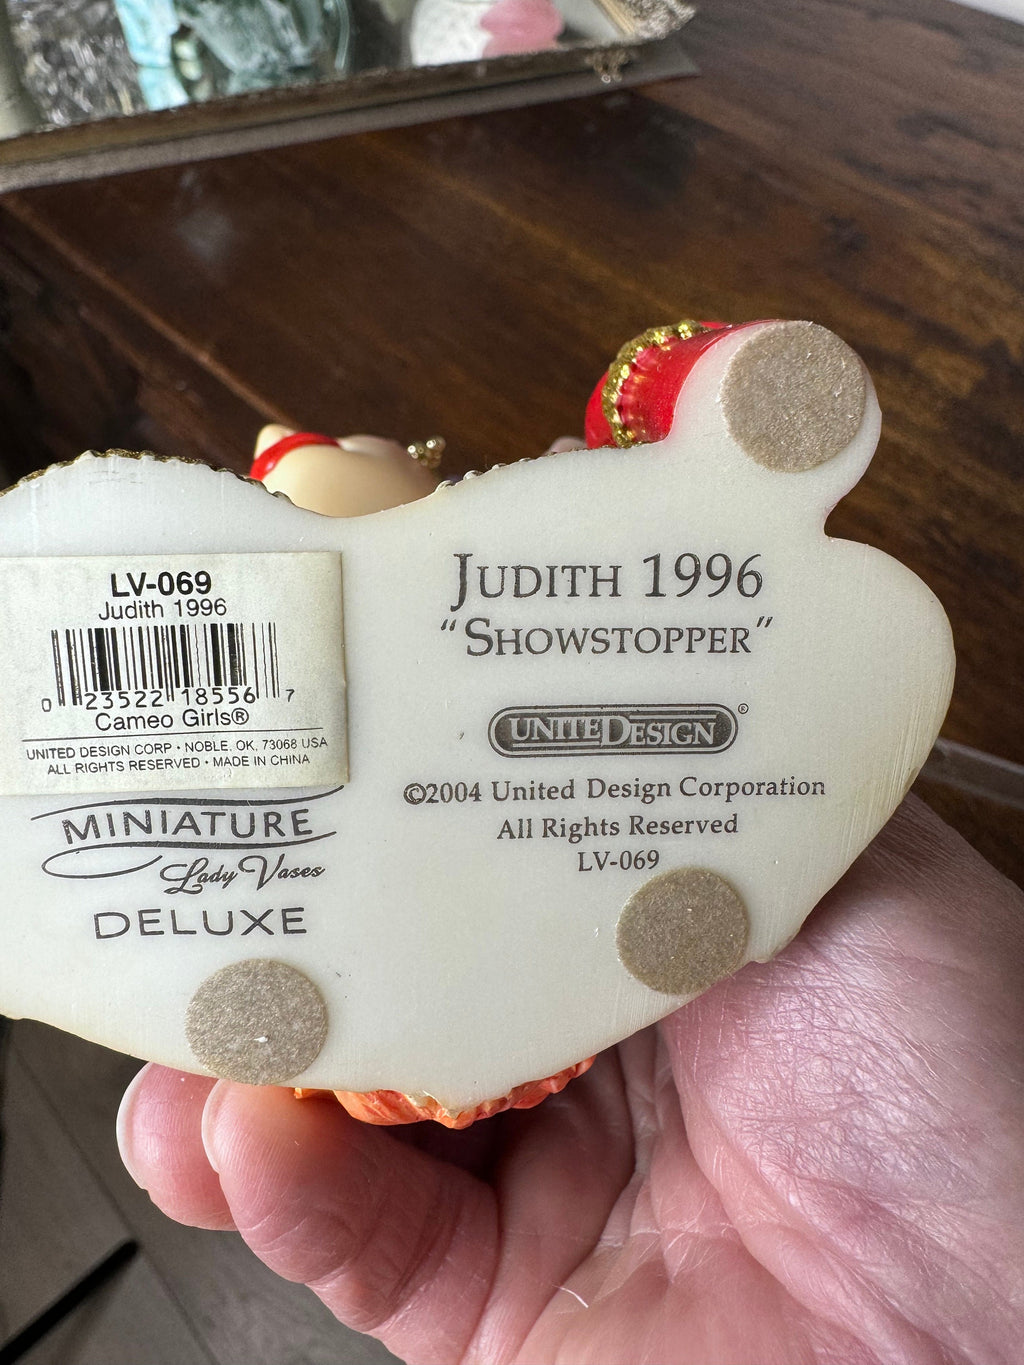 LV-069
Judith 1996
0 23522 18556 7
Cameo Girls®
UNITED DESIGN CORP • NOBLE, OK, 73068 USA
ALL RIGHTS RESERVED • MADE IN CHINA
MINIATURE
Lady Vases
DELUXE
JUDITH 1996
“SHOWSTOPPER”
UNITEDESIGN®
©2004 United Design Corporation
All Rights Reserved
LV-069